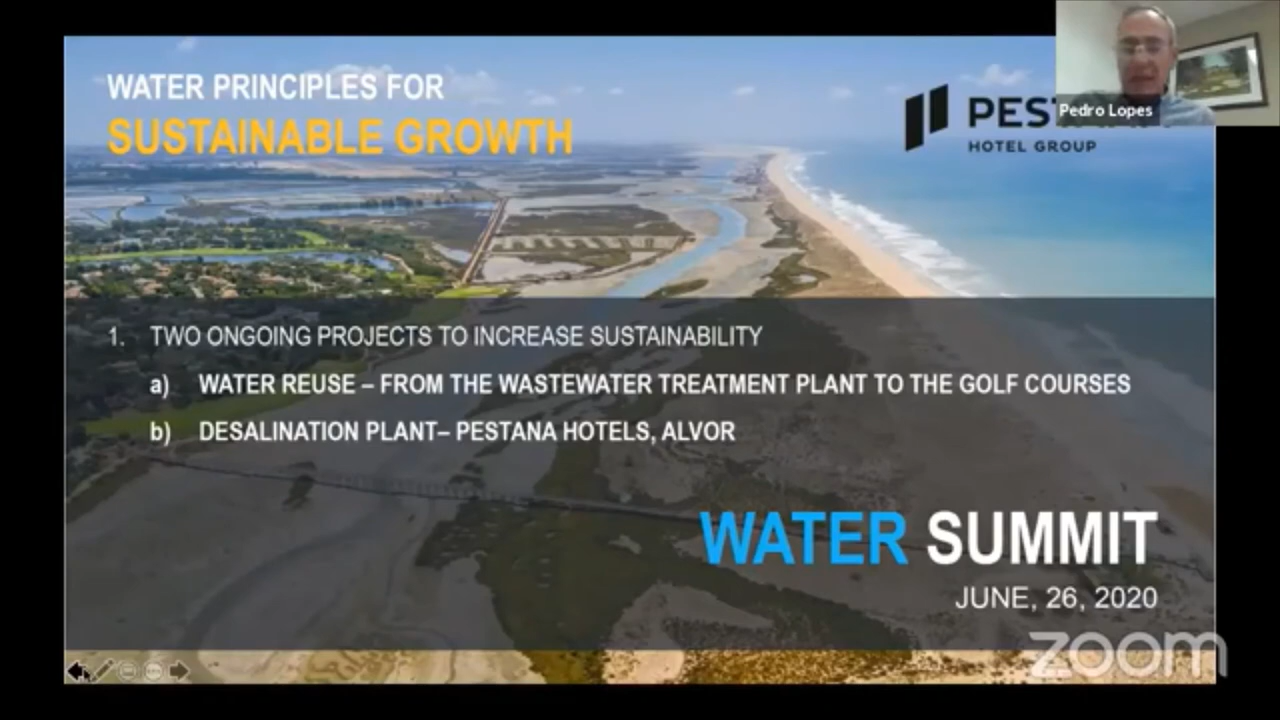 WATER PRINCIPLES FOR
SUSTAINABLE GROWTH
PES
HOTEL GROUP
Pedro Lopes
1. TWO ONGOING PROJECTS TO INCREASE SUSTAINABILITY
a) WATER REUSE – FROM THE WASTEWATER TREATMENT PLANT TO THE GOLF COURSES
b) DESALINATION PLANT– PESTANA HOTELS, ALVOR
WATER SUMMIT
JUNE, 26, 2020
zoom